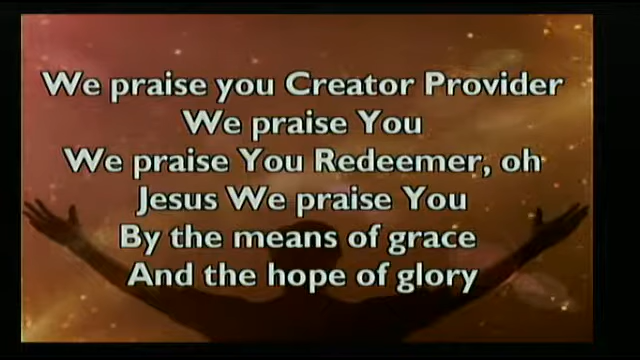 We praise you Creator Provider
We praise You
We praise You Redeemer, oh
Jesus We praise You
By the means of grace
And the hope of glory